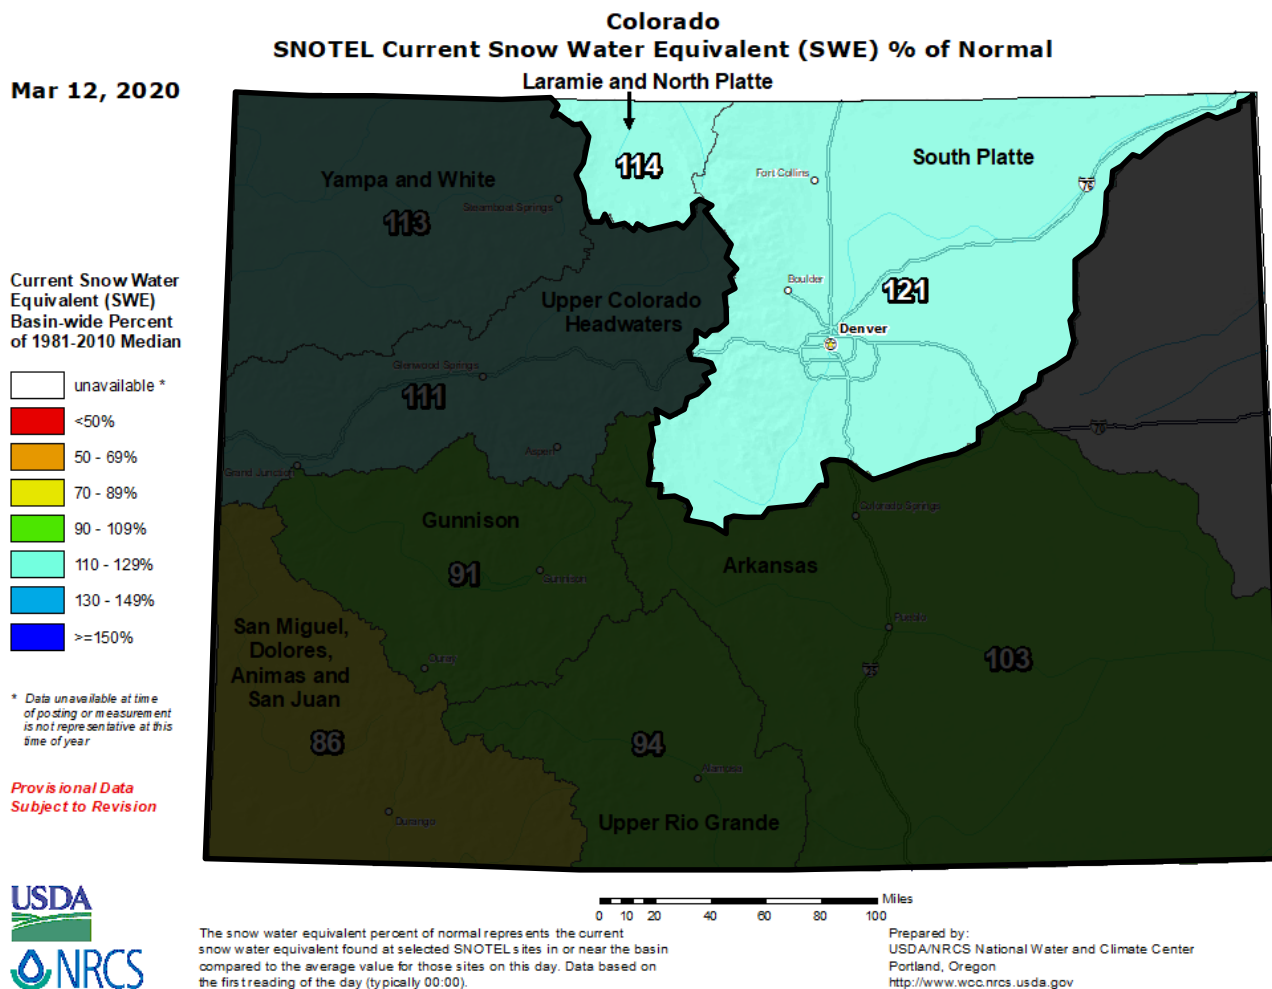 Colorado
SNOTEL Current Snow Water Equivalent (SWE) % of Normal
Mar 12, 2020
Laramie and North Platte
114
South Platte
Fort Collins
76
Yampa and White
Steamboat Springs
113
Boulder
121
Upper Colorado
Headwaters
Denver
Glenwood Springs
111
70
Aspen
Grand Junction
Gunnison
Colorado Springs
91
Gunnison
Arkansas
Pueblo
San Miguel,
Dolores,
Animas and
San Juan
Ouray
103
25
86
94
Alamosa
Durango
Upper Rio Grande
Current Snow Water
Equivalent (SWE)
Basin-wide Percent
of 1981-2010 Median
unavailable *
<50%
50 - 69%
70 - 89%
90 - 109%
110 - 129%
130 - 149%
>=150%
* Data unavailable at time
of posting or measurement
is not representative at this
time of year
Provisional Data
Subject to Revision
USDA
NRCS
Miles
0 10 20 40 60 80 100
The snow water equivalent percent of normal represents the current
snow water equivalent found at selected SNOTEL sites in or near the basin
compared to the average value for those sites on this day. Data based on
the first reading of the day (typically 00:00).
Prepared by:
USDA/NRCS National Water and Climate Center
Portland, Oregon
http://www.wcc.nrcs.usda.gov